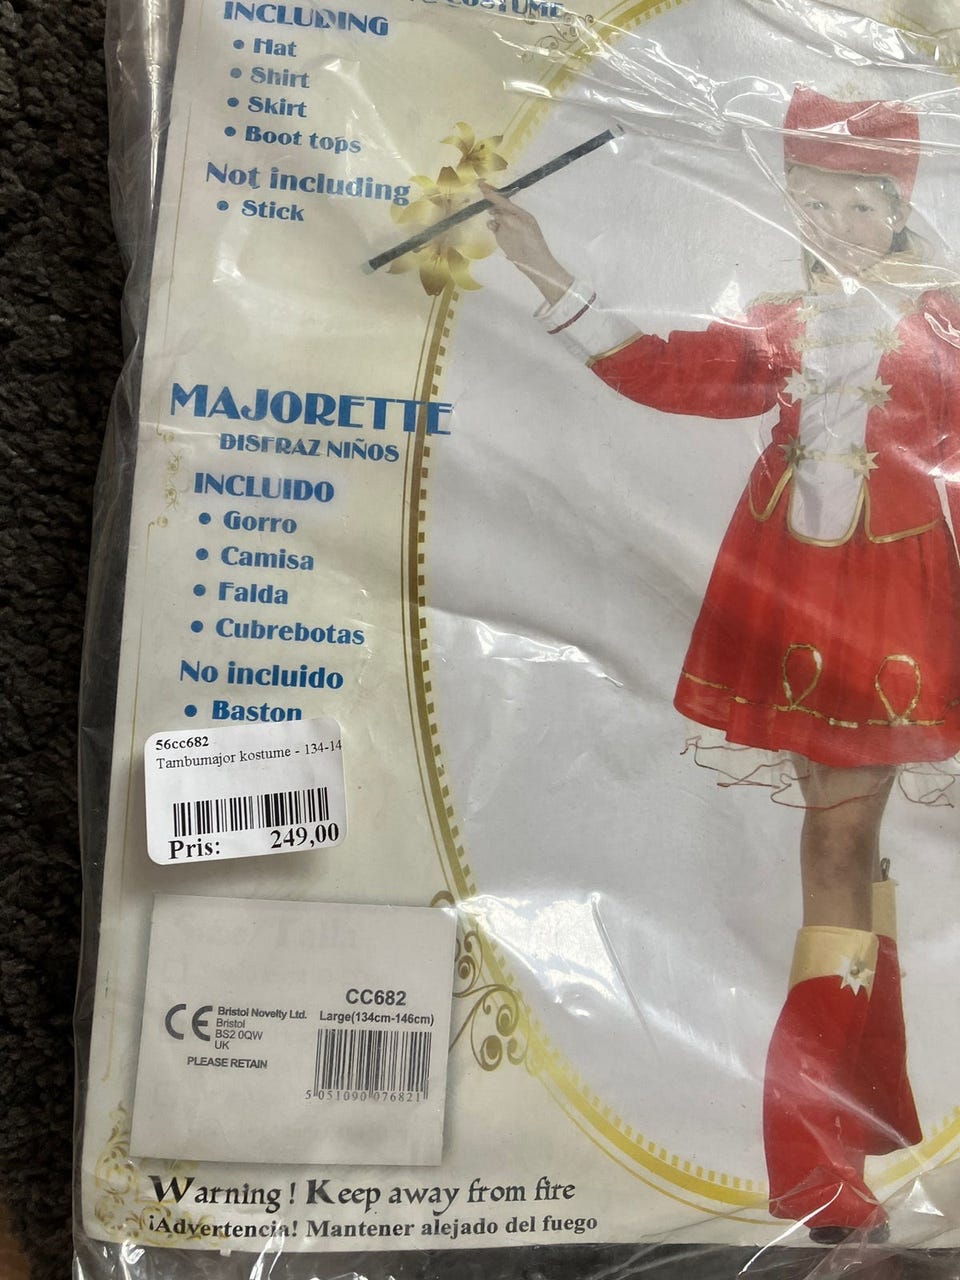 COSTUME
INCLUDING
• Hat
• Shirt
• Skirt
• Boot tops
Not including
• Stick
MAJORETTE
DISFRAZ NIÑOS
INCLUIDO
• Gorro
• Camisa
• Falda
• Cubrebotas
No incluido
• Baston
56cc682
Tambumajor kostume - 134-14
Pris: 249,00
CC682
Large(134cm-146cm)
CE
Bristol Novelty Ltd.
Bristol
BS2 0QW
UK
PLEASE RETAIN
5 051090 076821
Warning ! Keep away from fire
¡Advertencia! Mantener alejado del fuego